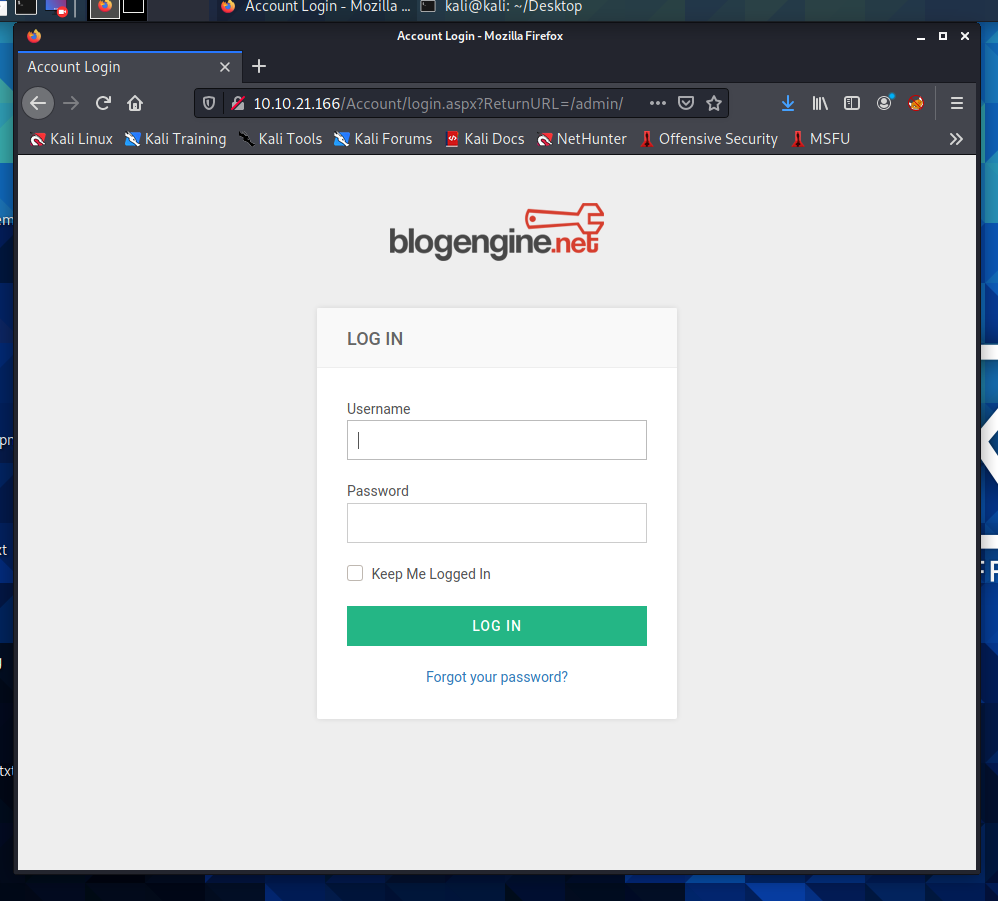 Account Login - Mozilla ... kali@kali: ~/Desktop
Account Login - Mozilla Firefox
Account Login
10.10.21.166/Account/login.aspx?ReturnURL=/admin/
Kali Linux Kali Training Kali Tools Kali Forums Kali Docs NetHunter Offensive Security MSFU
blogengine.net
LOG IN
Username
Password
Keep Me Logged In
LOG IN
Forgot your password?